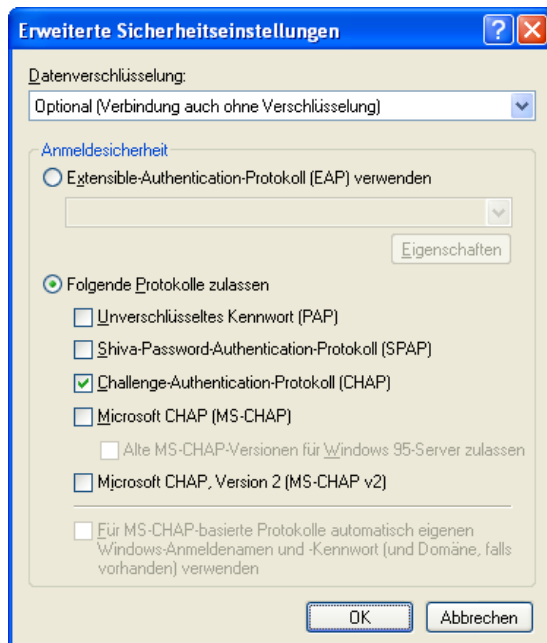 Erweiterte Sicherheitseinstellungen
Datenverschlüsselung:
Optional (Verbindung auch ohne Verschlüsselung)
Anmeldesicherheit
Extensible-Authentication-Protokoll (EAP) verwenden
Eigenschaften
Folgende Protokolle zulassen
Unverschlüsseltes Kennwort (PAP)
Shiva-Password-Authentication-Protokoll (SPAP)
Challenge-Authentication-Protokoll (CHAP)
Microsoft CHAP (MS-CHAP)
Alte MS-CHAP-Versionen für Windows 95-Server zulassen
Microsoft CHAP, Version 2 (MS-CHAP v2)
Für MS-CHAP-basierte Protokolle automatisch eigenen
Windows-Anmeldenamen und -Kennwort (und Domäne, falls
vorhanden) verwenden
OK Abbrechen